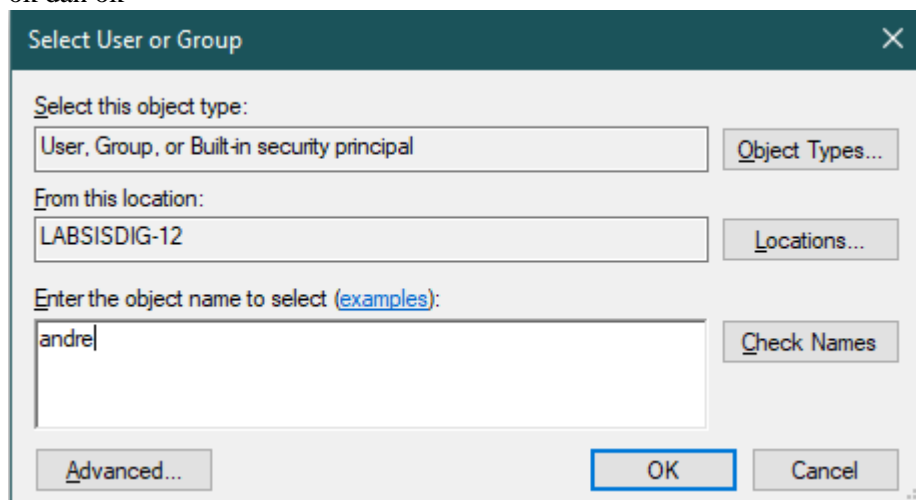 ok dan ok
Select User or Group
Select this object type:
User, Group, or Built-in security principal
Object Types...
From this location:
LABSISDIG-12
Locations...
Enter the object name to select (examples):
andre
Check Names
Advanced...
OK
Cancel